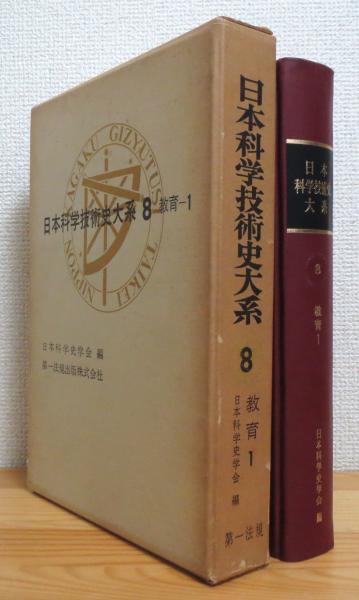 NIPPON KAGAKU GIZYUTUSI TAIKEI
日本科学技術史大系 8 教育-1
日本科学史学会 編
第一法規出版株式会社
日本科学技術史大系
8
教育 1
日本科学史学会 編
第一法規
日本
科学技術史
大系
8
教育 1
日本科学史学会 編